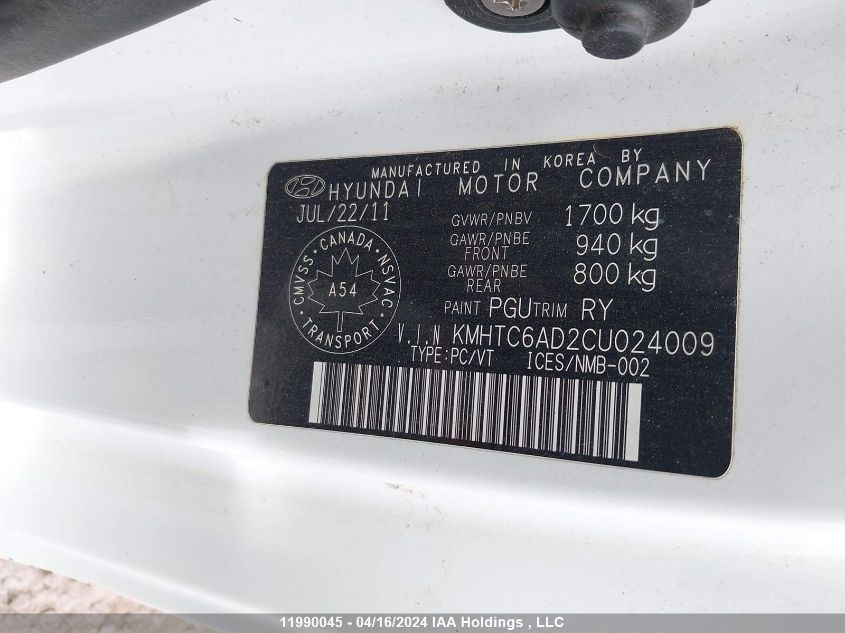 MANUFACTURED IN KOREA BY
HYUNDAI MOTOR COMPANY
JUL/22/11
GVWR/PNBV 1700 kg
GAWR/PNBE FRONT 940 kg
GAWR/PNBE REAR 800 kg
CMVSS • CANADA • NSVAC
A54
• TRANSPORT •
PAINT PGU TRIM RY
V.I.N KMHTC6AD2CU024009
TYPE:PC/VT ICES/NMB-002
11990045 - 04/16/2024 IAA Holdings , LLC